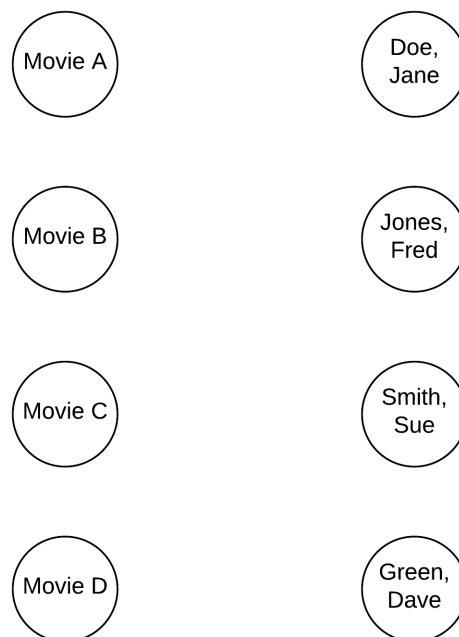 Movie A
Doe,
Jane
Movie B
Jones,
Fred
Movie C
Smith,
Sue
Movie D
Green,
Dave